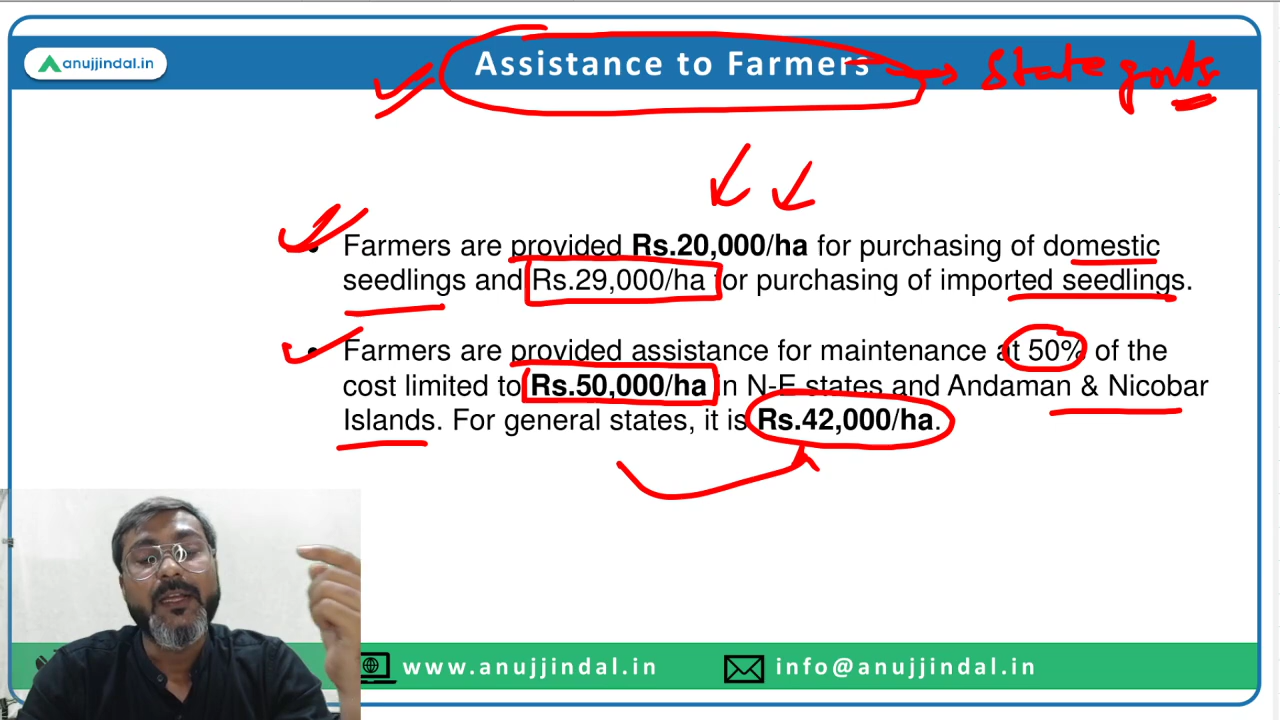 anujjindal.in
Assistance to Farmers → State govts
• Farmers are provided Rs.20,000/ha for purchasing of domestic
seedlings and Rs.29,000/ha for purchasing of imported seedlings.
• Farmers are provided assistance for maintenance at 50% of the
cost limited to Rs.50,000/ha in N-E states and Andaman & Nicobar
Islands. For general states, it is Rs.42,000/ha.
www.anujjindal.in
info@anujjindal.in